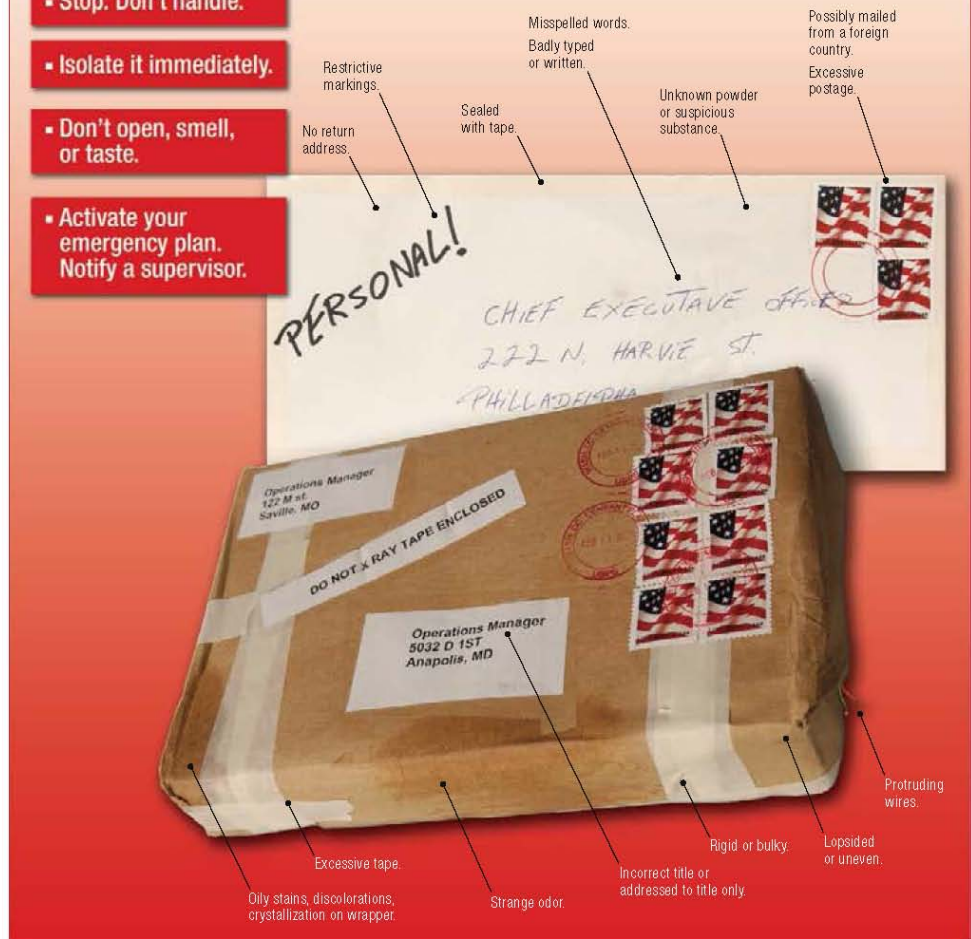 ▪ Stop. Don't handle.
▪ Isolate it immediately.
▪ Don't open, smell,
or taste.
▪ Activate your
emergency plan.
Notify a supervisor.
No return
address.
Restrictive
markings.
Sealed
with tape.
Misspelled words.
Badly typed
or written.
Unknown powder
or suspicious
substance.
Possibly mailed
from a foreign
country.
Excessive
postage.
PERSONAL!
CHIEF EXECUTAVE OFFICER
222 N. HARVIE ST.
PHILLADELPHA
Operations Manager
122 M st.
Saville, MO
DO NOT X RAY TAPE ENCLOSED
Operations Manager
5032 D 1ST
Anapolis, MD
Protruding
wires.
Lopsided
or uneven.
Rigid or bulky.
Incorrect title or
addressed to title only.
Strange odor.
Excessive tape.
Oily stains, discolorations,
crystallization on wrapper.